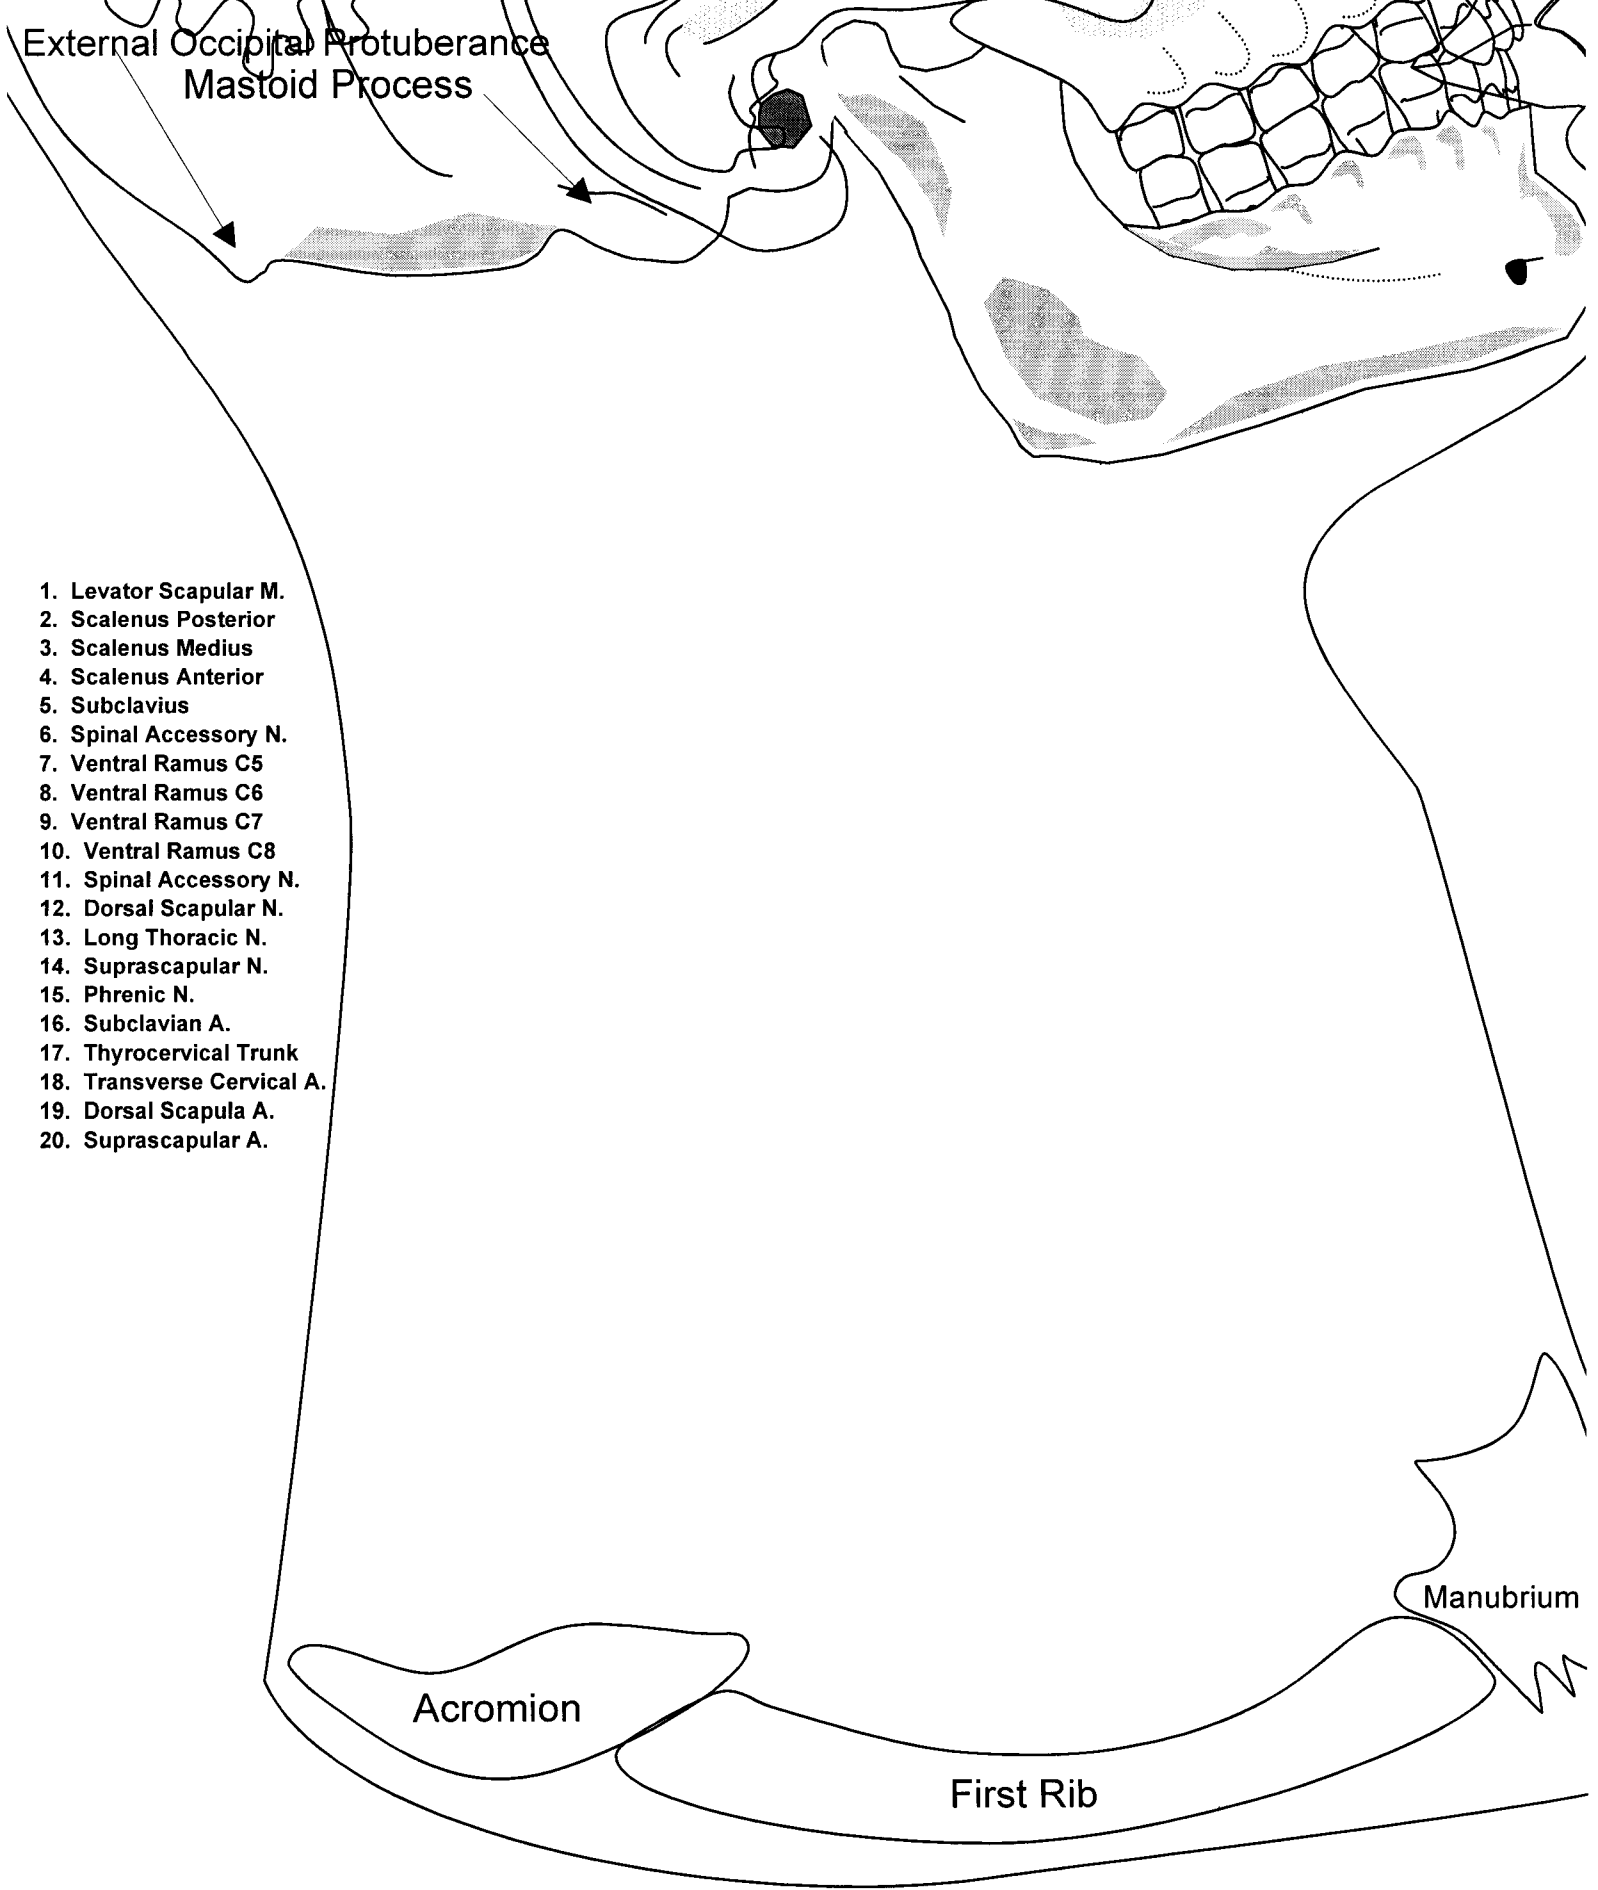 External Occipital Protuberance
Mastoid Process
1. Levator Scapular M.
2. Scalenus Posterior
3. Scalenus Medius
4. Scalenus Anterior
5. Subclavius
6. Spinal Accessory N.
7. Ventral Ramus C5
8. Ventral Ramus C6
9. Ventral Ramus C7
10. Ventral Ramus C8
11. Spinal Accessory N.
12. Dorsal Scapular N.
13. Long Thoracic N.
14. Suprascapular N.
15. Phrenic N.
16. Subclavian A.
17. Thyrocervical Trunk
18. Transverse Cervical A.
19. Dorsal Scapula A.
20. Suprascapular A.
Manubrium
Acromion
First Rib